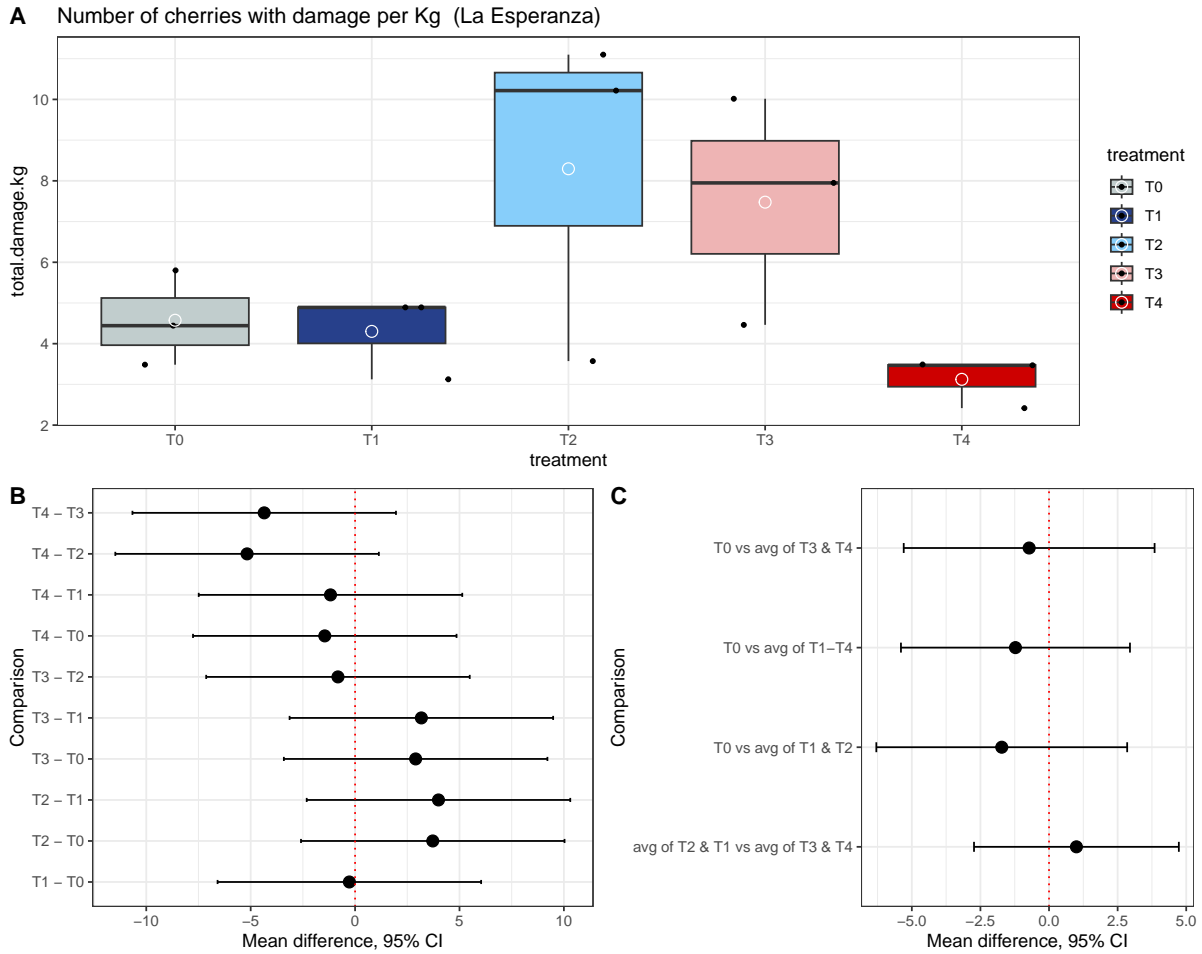 A Number of cherries with damage per Kg (La Esperanza)
total.damage.kg
10
8
6
4
2
T0 T1 T2 T3 T4
treatment
treatment
T0
T1
T2
T3
T4
B
Comparison
T4 − T3
T4 − T2
T4 − T1
T4 − T0
T3 − T2
T3 − T1
T3 − T0
T2 − T1
T2 − T0
T1 − T0
−10 −5 0 5 10
Mean difference, 95% CI
C
Comparison
T0 vs avg of T3 & T4
T0 vs avg of T1−T4
T0 vs avg of T1 & T2
avg of T2 & T1 vs avg of T3 & T4
−5.0 −2.5 0.0 2.5 5.0
Mean difference, 95% CI